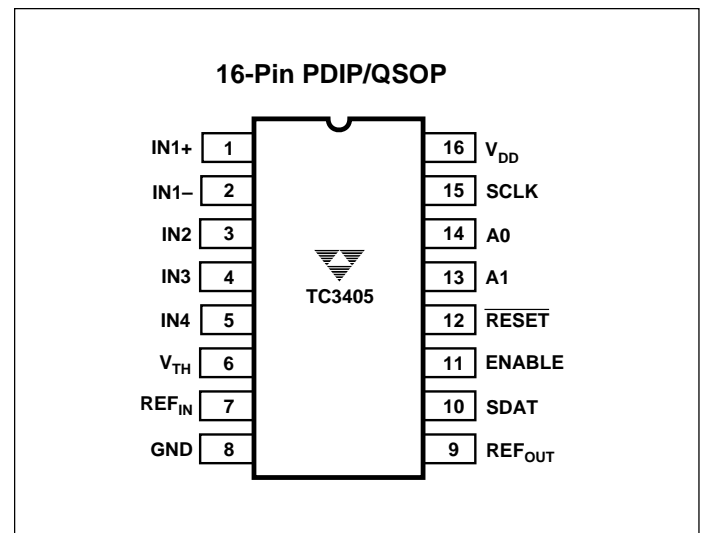 16-Pin PDIP/QSOP
IN1+ 1 16 VDD
IN1– 2 15 SCLK
IN2 3 14 A0
IN3 4 13 A1
TC3405
IN4 5 12 RESET
VTH 6 11 ENABLE
REFIN 7 10 SDAT
GND 8 9 REFOUT